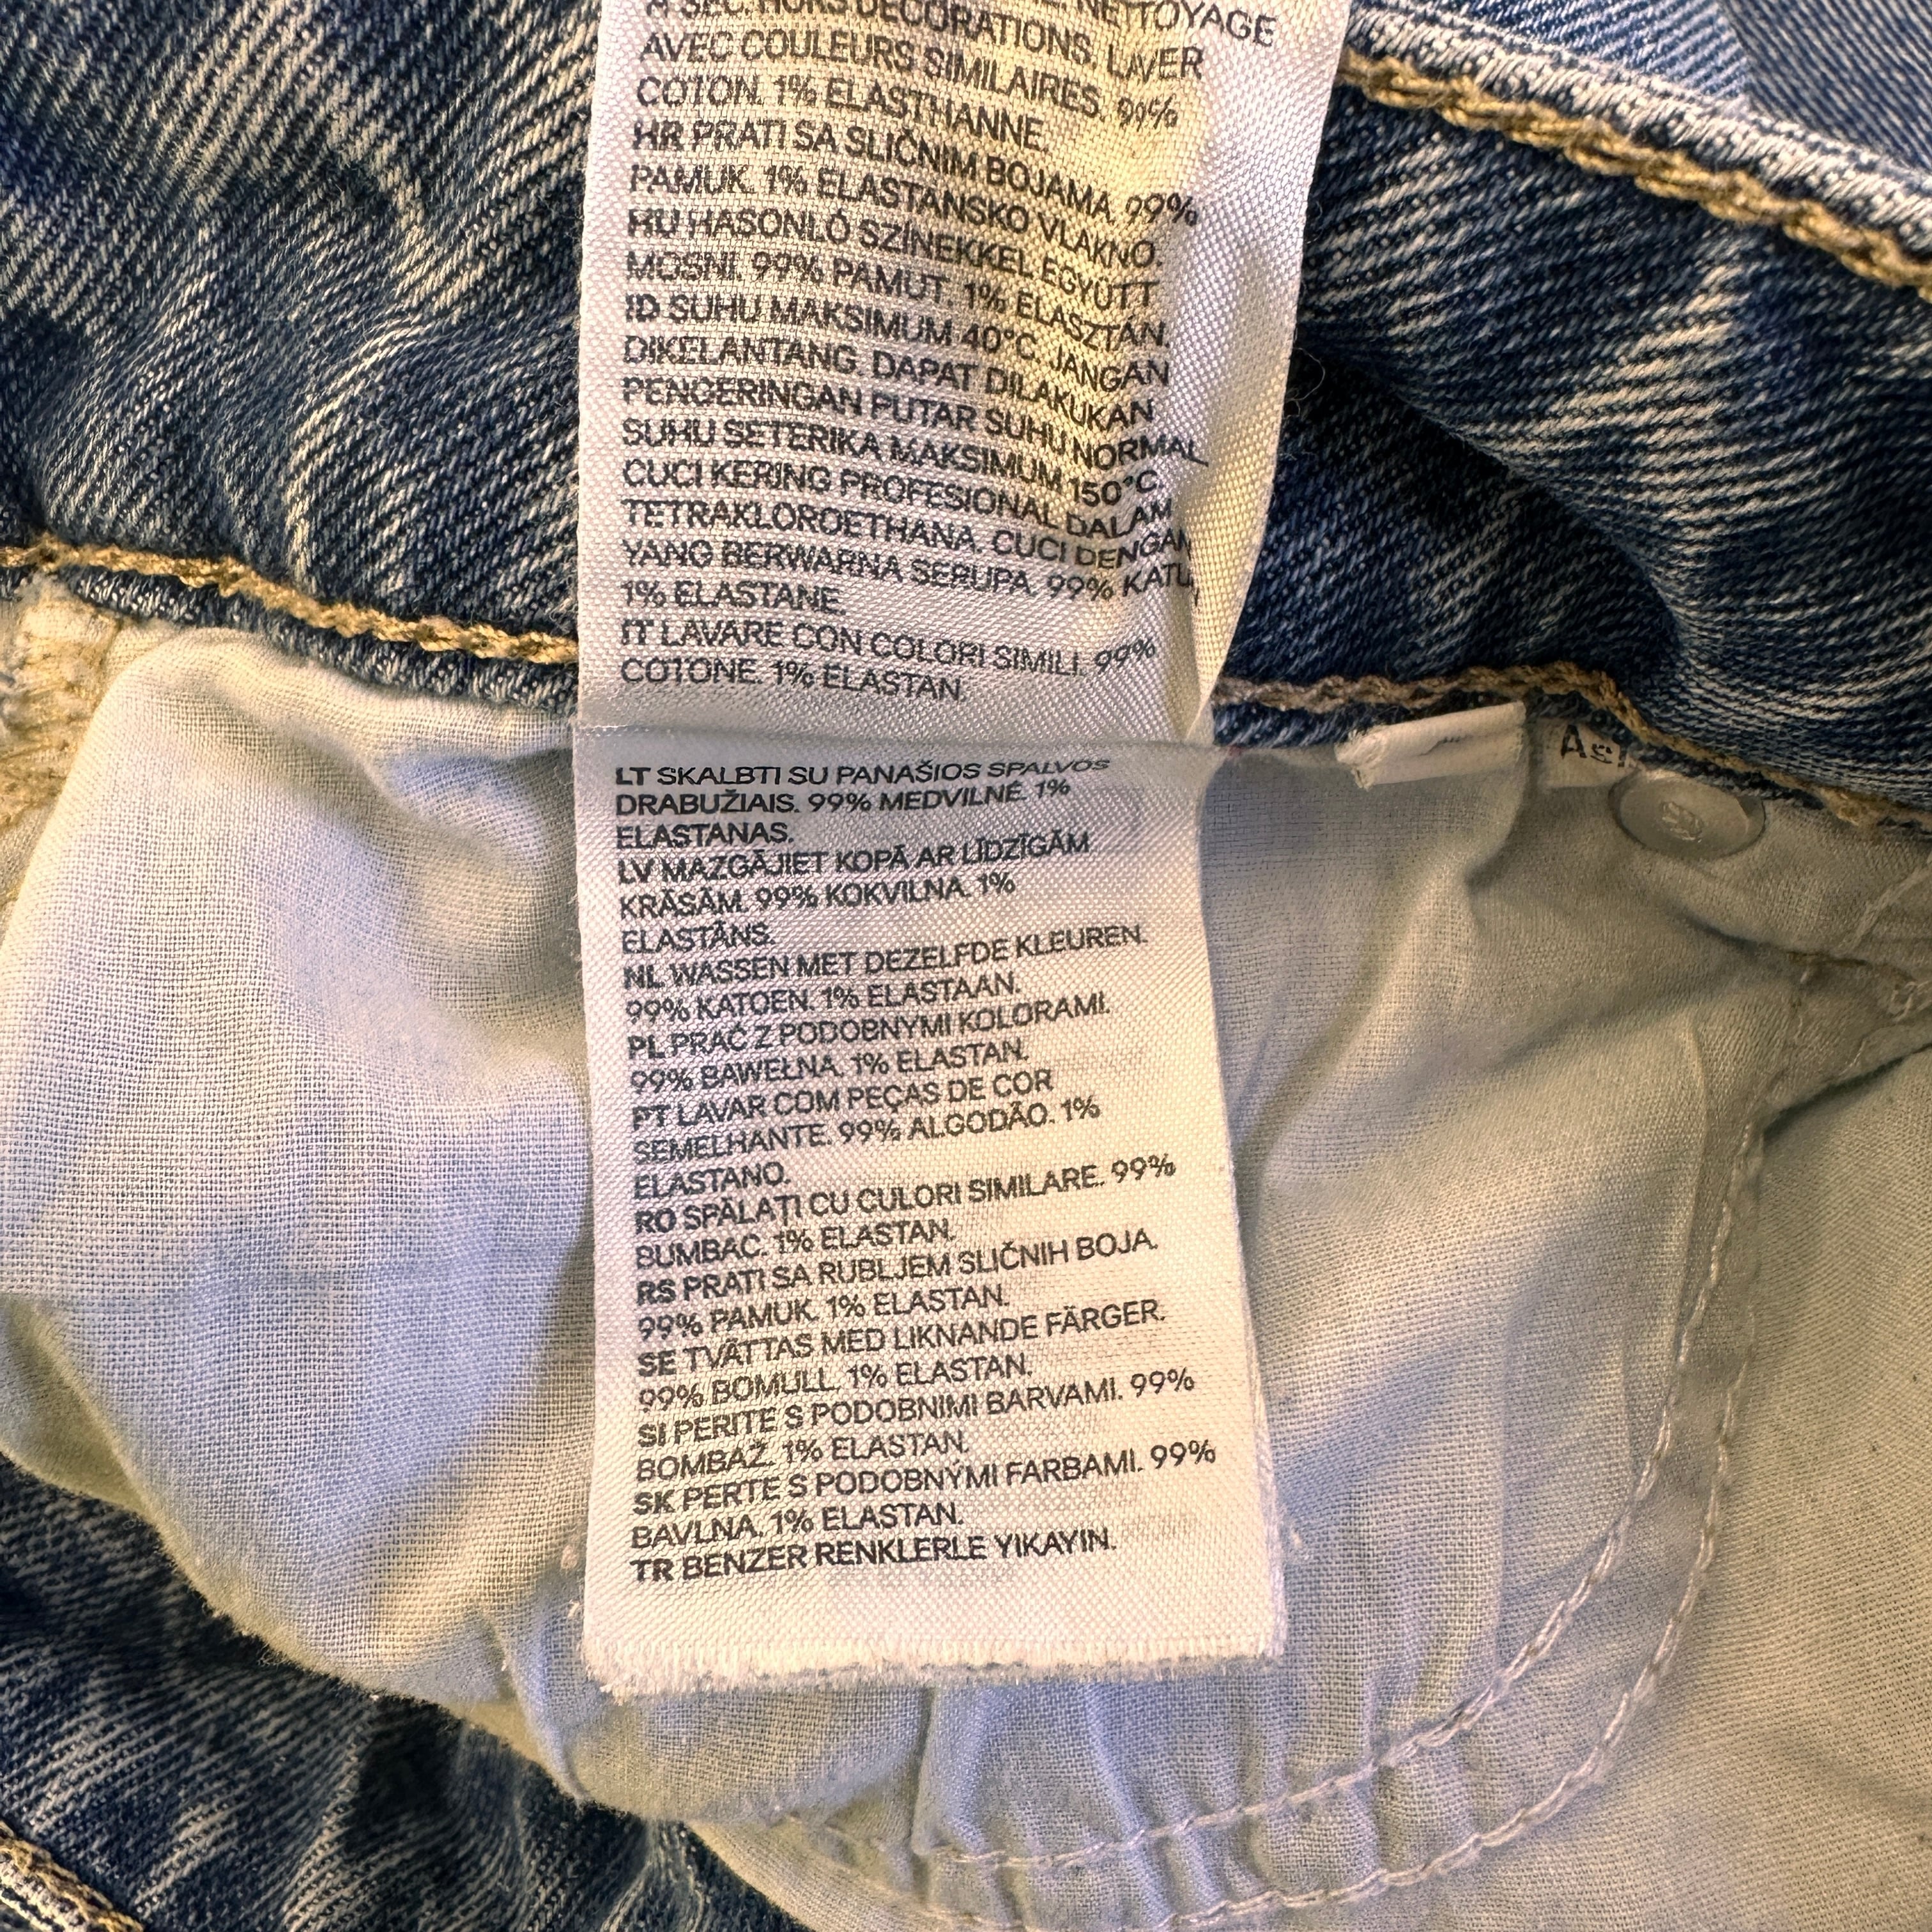 NETTOYAGE
À SEC. HORS DÉCORATIONS. LAVER
AVEC COULEURS SIMILAIRES. 99%
COTON. 1% ELASTHANNE.
HR PRATI SA SLIČNIM BOJAMA. 99%
PAMUK. 1% ELASTANSKO VLAKNO.
HU HASONLÓ SZÍNEKKEL EGYÜTT
MOSNI. 99% PAMUT. 1% ELASZTÁN.
ID SUHU MAKSIMUM 40°C. JANGAN
DIKELANTANG. DAPAT DILAKUKAN
PENGERINGAN PUTAR SUHU NORMAL
SUHU SETERIKA MAKSIMUM 150°C.
CUCI KERING PROFESIONAL DALAM
TETRAKLOROETHANA. CUCI DENGAN
YANG BERWARNA SERUPA. 99% KATU
1% ELASTANE.
IT LAVARE CON COLORI SIMILI. 99%
COTONE. 1% ELASTAN.
LT SKALBTI SU PANAŠIOS SPALVOS
DRABUŽIAIS. 99% MEDVILNĖ. 1%
ELASTANAS.
LV MAZGĀJIET KOPĀ AR LĪDZĪGĀM
KRĀSĀM. 99% KOKVILNA. 1%
ELASTĀNS.
NL WASSEN MET DEZELFDE KLEUREN.
99% KATOEN. 1% ELASTAAN.
PL PRAĆ Z PODOBNYMI KOLORAMI.
99% BAWEŁNA. 1% ELASTAN.
PT LAVAR COM PEÇAS DE COR
SEMELHANTE. 99% ALGODÃO. 1%
ELASTANO.
RO SPĂLAȚI CU CULORI SIMILARE. 99%
BUMBAC. 1% ELASTAN.
RS PRATI SA RUBLJEM SLIČNIH BOJA.
99% PAMUK. 1% ELASTAN.
SE TVÄTTAS MED LIKNANDE FÄRGER.
99% BOMULL. 1% ELASTAN.
SI PERITE S PODOBNIMI BARVAMI. 99%
BOMBAŽ. 1% ELASTAN.
SK PERTE S PODOBNÝMI FARBAMI. 99%
BAVLNA. 1% ELASTAN.
TR BENZER RENKLERLE YIKAYIN.